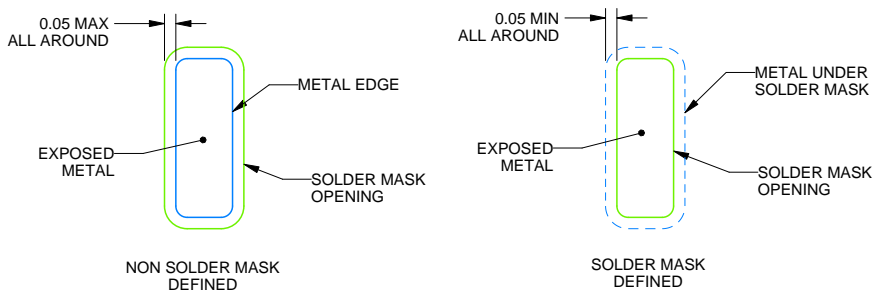 0.05 MAX
ALL AROUND
METAL EDGE
EXPOSED
METAL
SOLDER MASK
OPENING
NON SOLDER MASK
DEFINED
0.05 MIN
ALL AROUND
METAL UNDER
SOLDER MASK
EXPOSED
METAL
SOLDER MASK
OPENING
SOLDER MASK
DEFINED